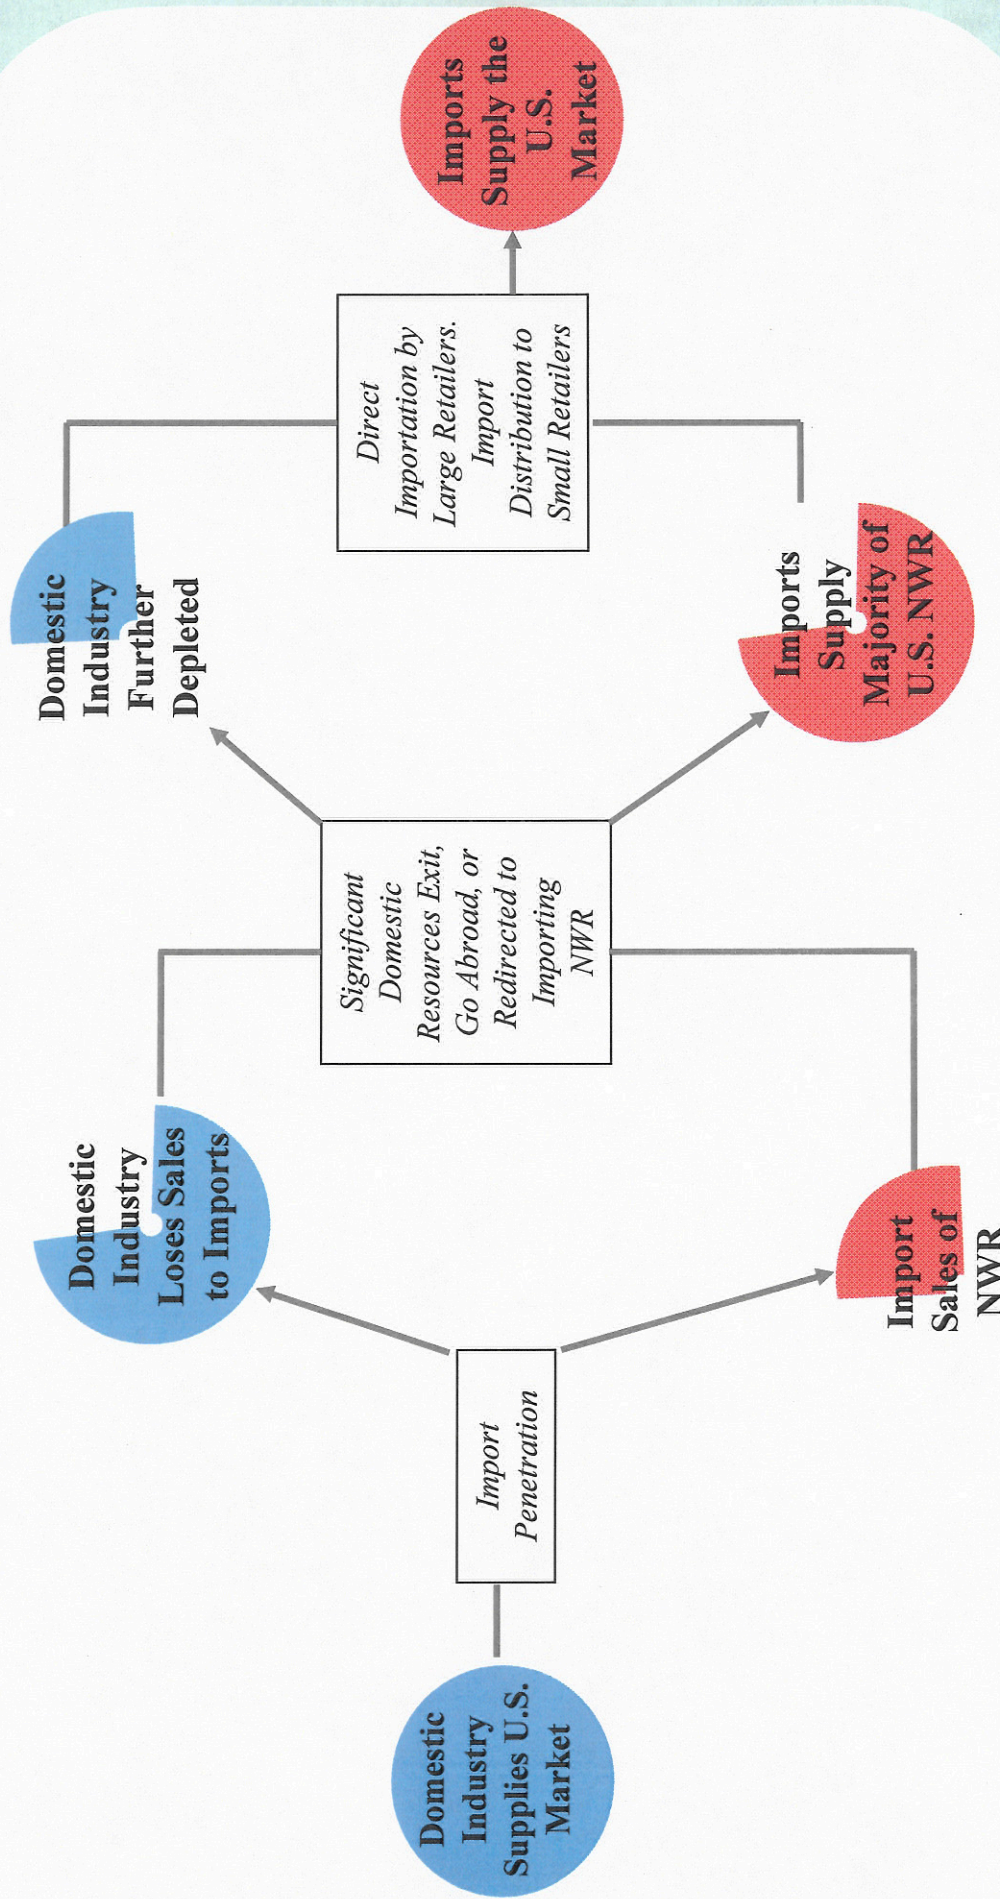 Domestic
Industry
Supplies U.S.
Market
Import
Penetration
Domestic
Industry
Loses Sales
to Imports
Import
Sales of
NWR
Significant
Domestic
Resources Exit,
Go Abroad, or
Redirected to
Importing
NWR
Domestic
Industry
Further
Depleted
Imports
Supply
Majority of
U.S. NWR
Direct
Importation by
Large Retailers.
Import
Distribution to
Small Retailers
Imports
Supply the
U.S.
Market